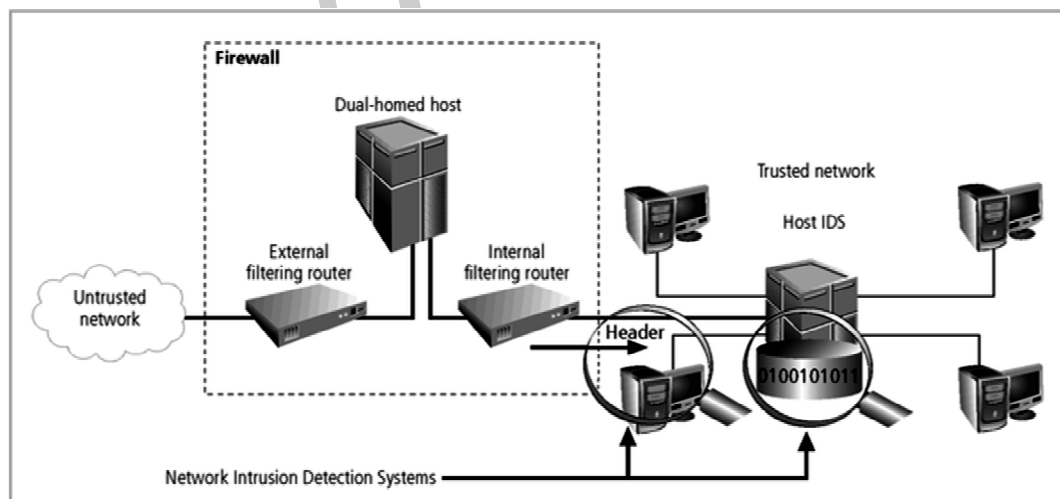 Firewall
Dual-homed host
Trusted network
Host IDS
External
filtering router
Internal
filtering router
Untrusted
network
Header
0100101011
Network Intrusion Detection Systems